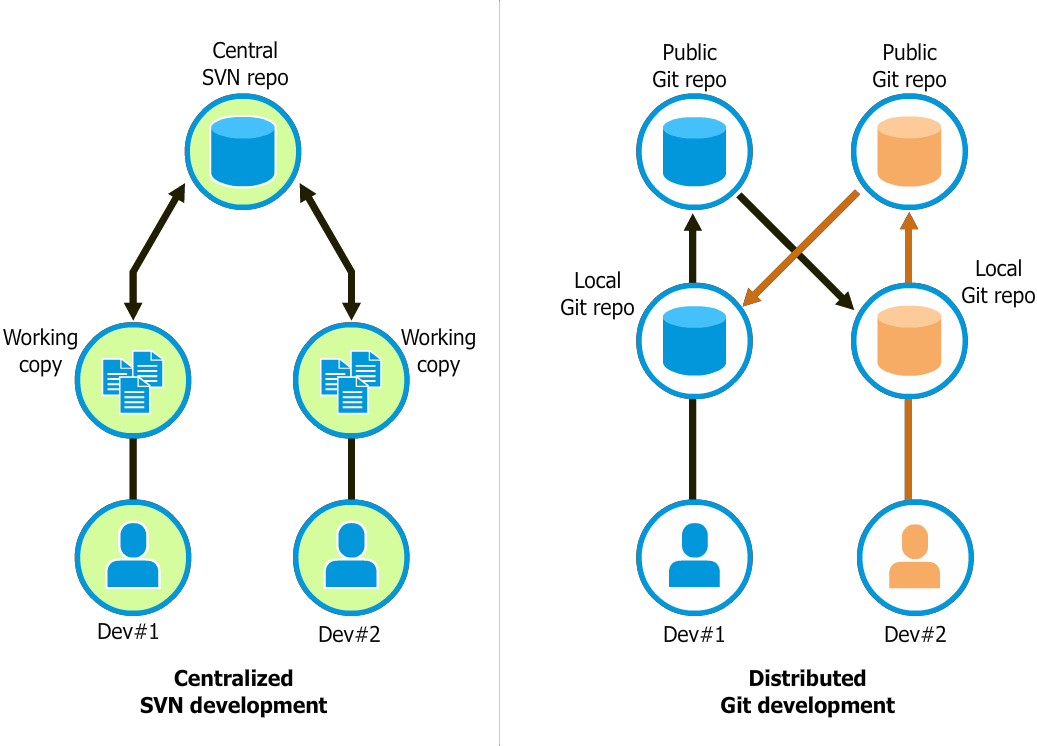 Central
SVN repo
Working
copy
Working
copy
Dev#1
Dev#2
Centralized
SVN development
Public
Git repo
Public
Git repo
Local
Git repo
Local
Git repo
Dev#1
Dev#2
Distributed
Git development